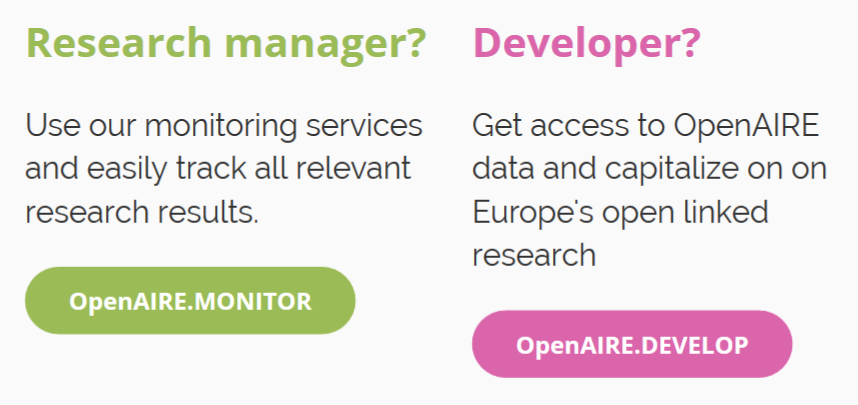 Research manager?
Use our monitoring services
and easily track all relevant
research results.
OpenAIRE.MONITOR
Developer?
Get access to OpenAIRE
data and capitalize on on
Europe's open linked
research
OpenAIRE.DEVELOP